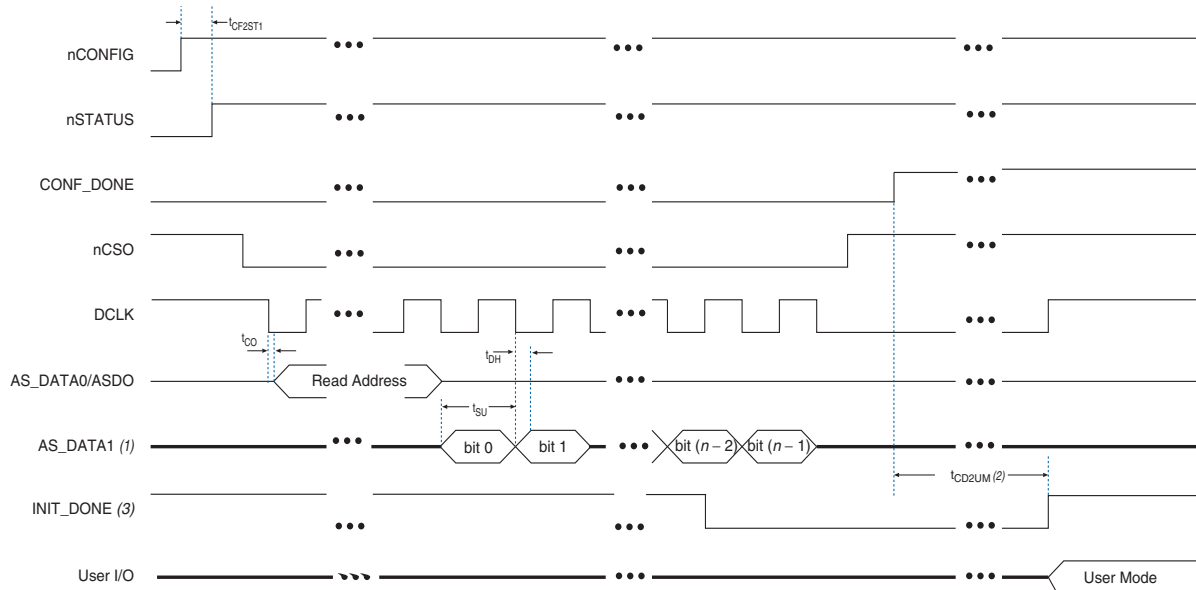 tCF2ST1
nCONFIG
nSTATUS
CONF_DONE
nCSO
DCLK
tCO
tDH
AS_DATA0/ASDO
Read Address
tSU
AS_DATA1 (1)
bit 0
bit 1
bit (n − 2)
bit (n − 1)
tCD2UM (2)
INIT_DONE (3)
User I/O
User Mode